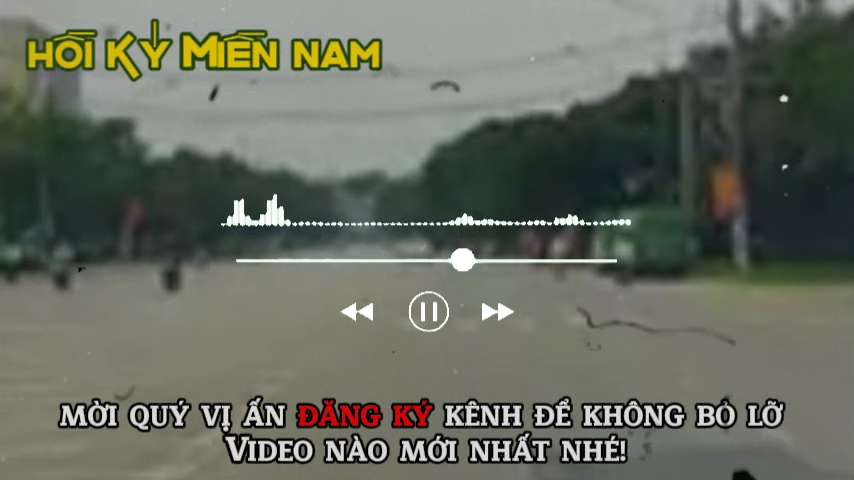 HỒI KÝ MIỀN NAM
MỜI QUÝ VỊ ẤN ĐĂNG KÝ KÊNH ĐỂ KHÔNG BỎ LỠ
VIDEO NÀO MỚI NHẤT NHÉ!